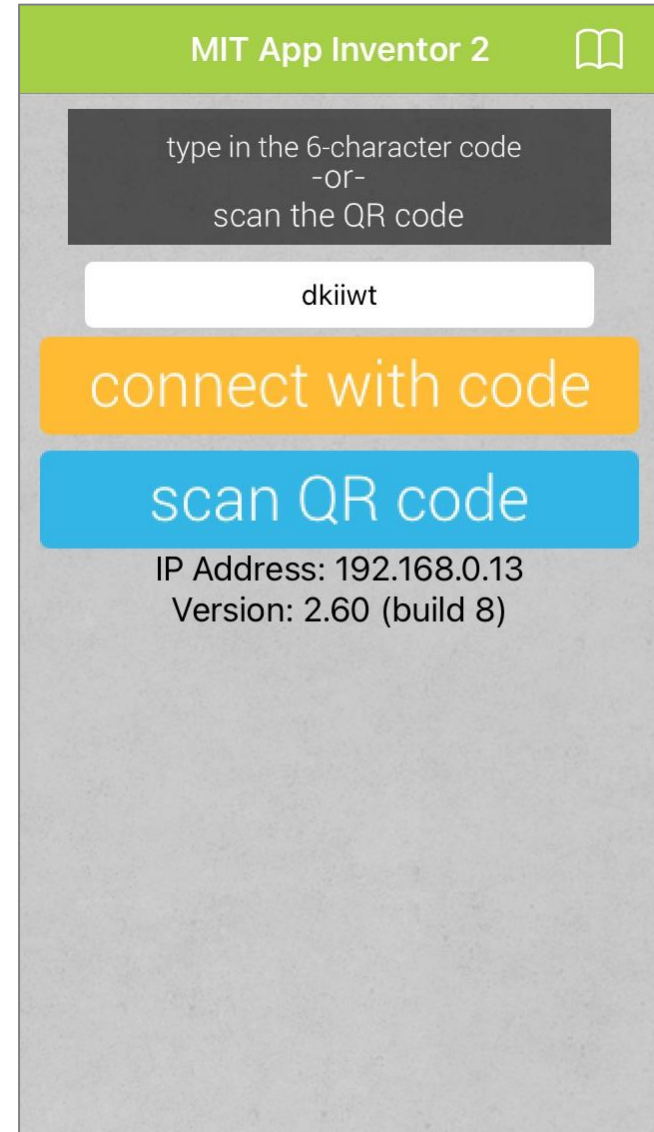 MIT App Inventor 2
type in the 6-character code
-or-
scan the QR code
dkiiwt
connect with code
scan QR code
IP Address: 192.168.0.13
Version: 2.60 (build 8)